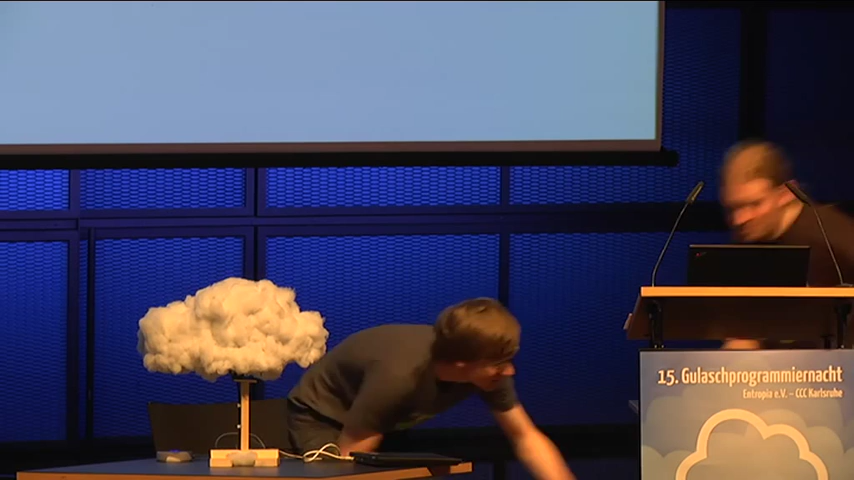 15. Gulaschprogrammiernacht
Entropia e.V. – CCC Karlsruhe